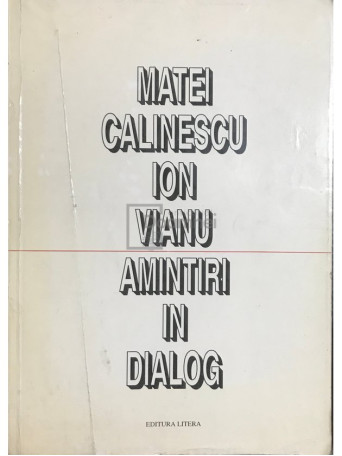 MATEI
CALINESCU
ION
VIANU
AMINTIRI
IN
DIALOG
EDITURA LITERA